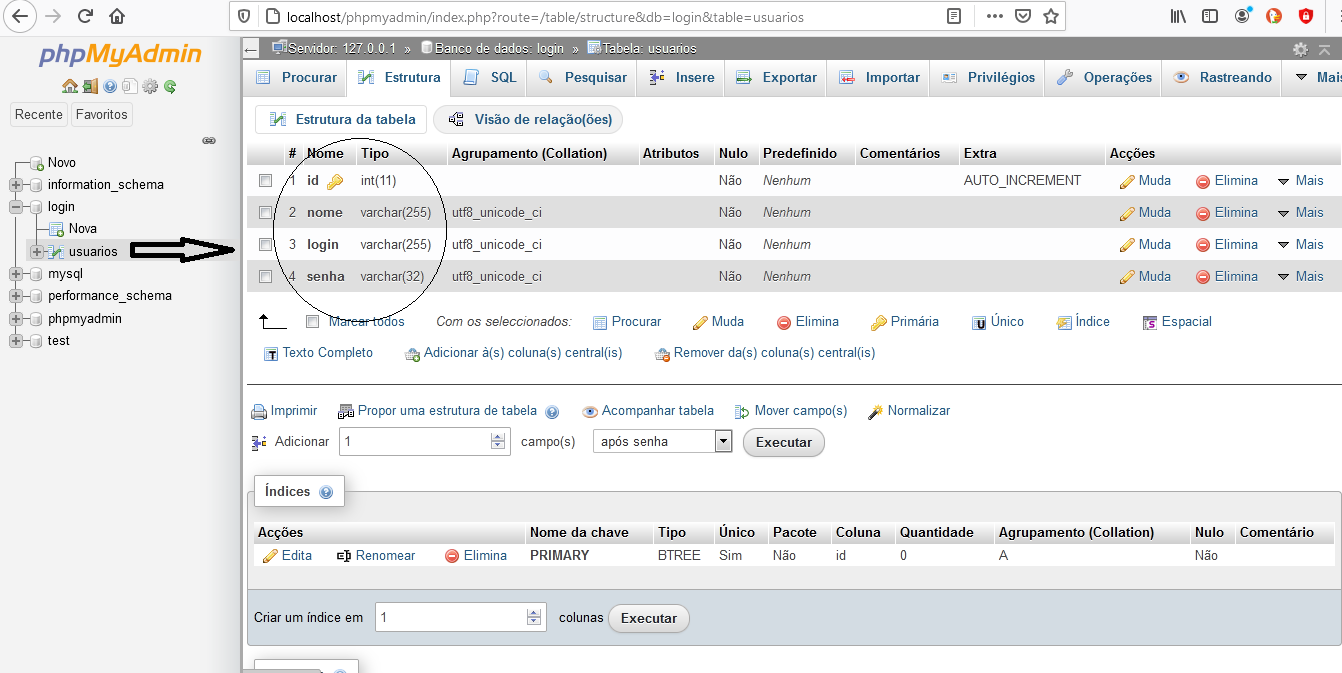 localhost/phpmyadmin/index.php?route=/table/structure&db=login&table=usuarios
phpMyAdmin
Recente Favoritos
Novo
information_schema
login
Nova
usuarios
mysql
performance_schema
phpmyadmin
test
Servidor: 127.0.0.1 » Banco de dados: login » Tabela: usuarios
Procurar Estrutura SQL Pesquisar Insere Exportar Importar Privilégios Operações Rastreando Mais
Estrutura da tabela Visão de relação(ões)
# Nome Tipo Agrupamento (Collation) Atributos Nulo Predefinido Comentários Extra Acções
1 id int(11) Não Nenhum AUTO_INCREMENT Muda Elimina Mais
2 nome varchar(255) utf8_unicode_ci Não Nenhum Muda Elimina Mais
3 login varchar(255) utf8_unicode_ci Não Nenhum Muda Elimina Mais
4 senha varchar(32) utf8_unicode_ci Não Nenhum Muda Elimina Mais
Marcar todos Com os seleccionados: Procurar Muda Elimina Primária Único Índice Espacial
Texto Completo Adicionar à(s) coluna(s) central(is) Remover da(s) coluna(s) central(is)
Imprimir Propor uma estrutura de tabela Acompanhar tabela Mover campo(s) Normalizar
Adicionar 1 campo(s) após senha Executar
Índices
Acções Nome da chave Tipo Único Pacote Coluna Quantidade Agrupamento (Collation) Nulo Comentário
Edita Renomear Elimina PRIMARY BTREE Sim Não id 0 A Não
Criar um índice em 1 colunas Executar